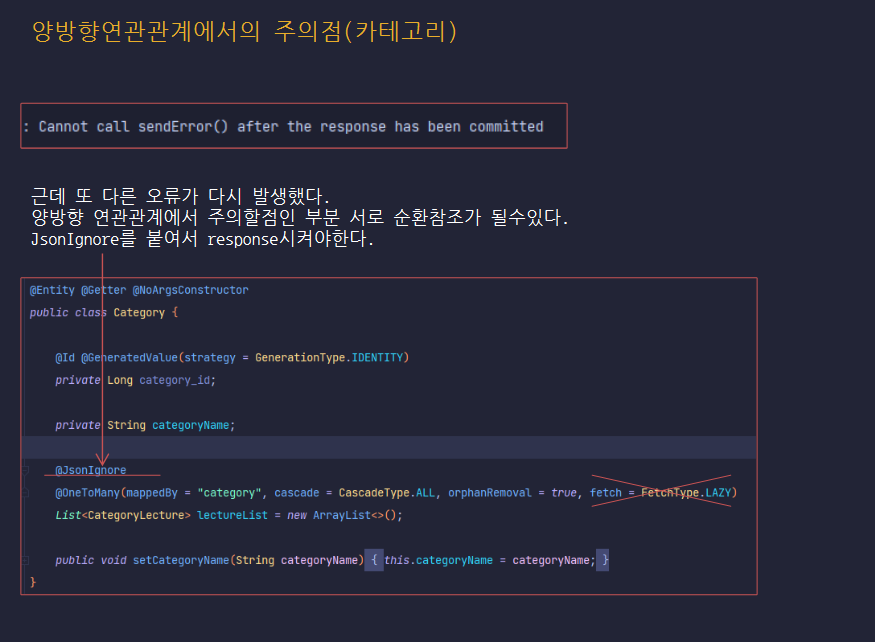 양방향연관관계에서의 주의점(카테고리)
: Cannot call sendError() after the response has been committed
근데 또 다른 오류가 다시 발생했다.
양방향 연관관계에서 주의할점인 부분 서로 순환참조가 될수있다.
JsonIgnore를 붙여서 response시켜야한다.
@Entity @Getter @NoArgsConstructor
public class Category {
@Id @GeneratedValue(strategy = GenerationType.IDENTITY)
private Long category_id;
private String categoryName;
@JsonIgnore
@OneToMany(mappedBy = "category", cascade = CascadeType.ALL, orphanRemoval = true, fetch = FetchType.LAZY)
List<CategoryLecture> lectureList = new ArrayList<>();
public void setCategoryName(String categoryName) { this.categoryName = categoryName; }
}